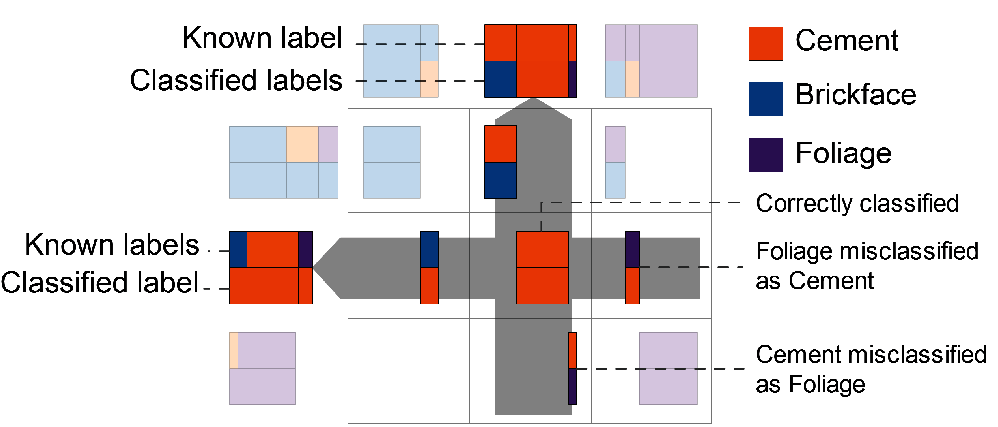 Known label
Classified labels
Cement
Brickface
Foliage
Correctly classified
Known labels
Classified label
Foliage misclassified
as Cement
Cement misclassified
as Foliage